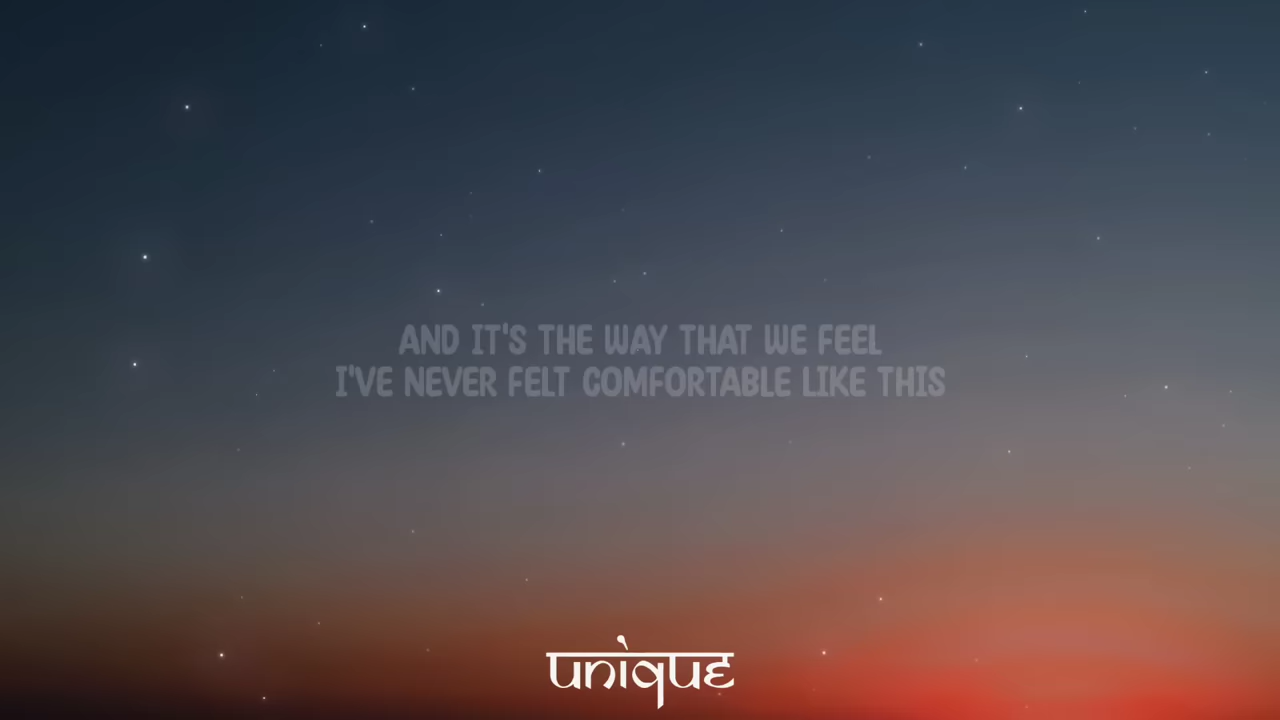 AND IT'S THE WAY THAT WE FEEL
I'VE NEVER FELT COMFORTABLE LIKE THIS
unique